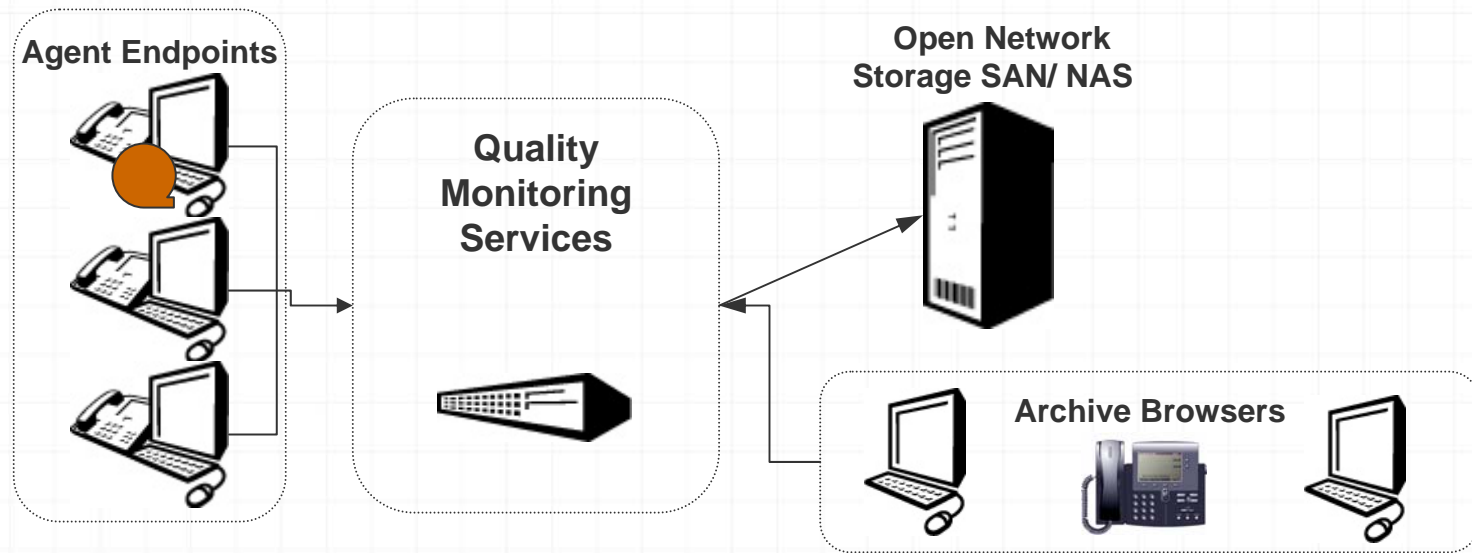 Agent Endpoints
Quality
Monitoring
Services
Open Network
Storage SAN/ NAS
Archive Browsers